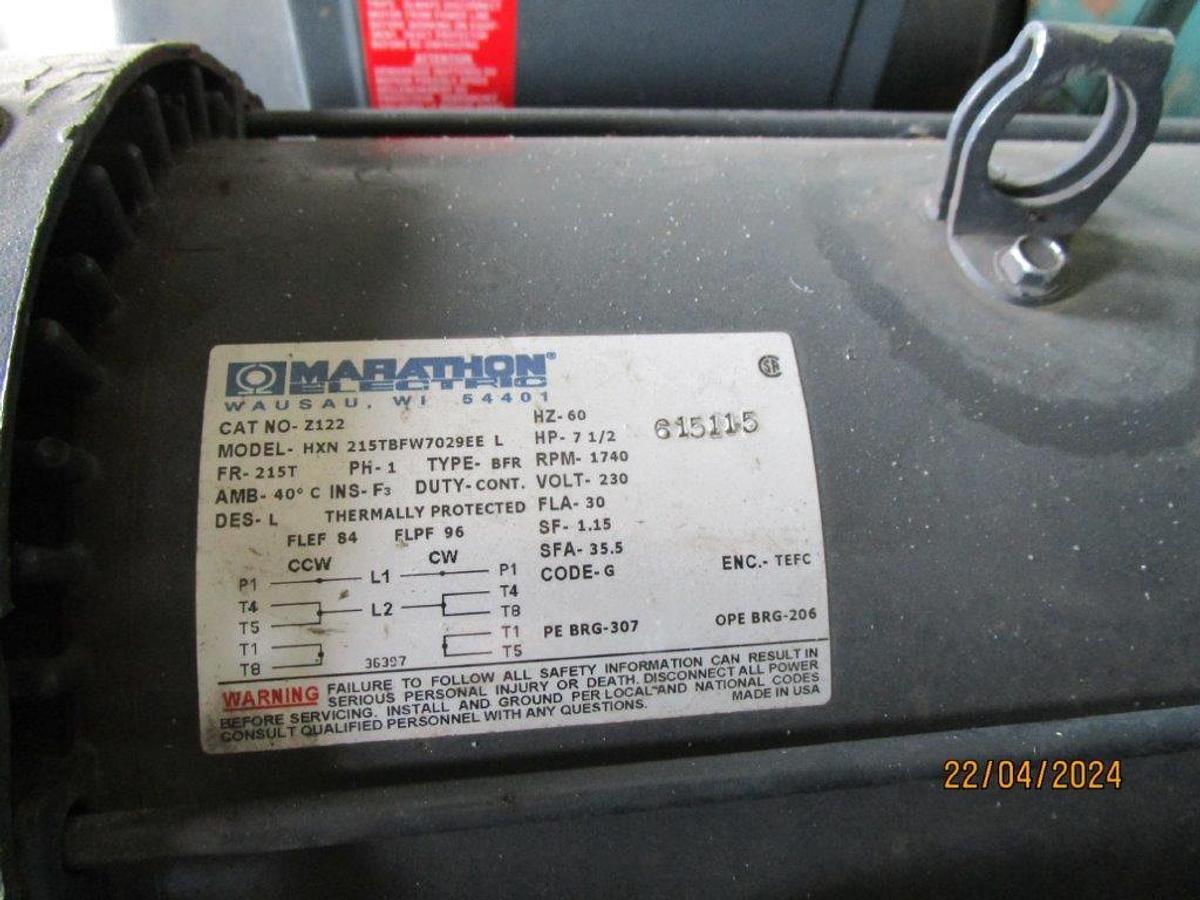 BEFORE RE-ENERGIZING
ATTENTION
MARATHON®
ELECTRIC
WAUSAU, WI 54401
SA
CAT NO- Z122
HZ-60
615115
MODEL- HXN 215TBFW7029EE L
HP- 7 1/2
FR- 215T PH- 1 TYPE- BFR
RPM- 1740
AMB- 40° C INS- F3 DUTY-CONT.
VOLT- 230
DES- L THERMALLY PROTECTED
FLA- 30
FLEF 84 FLPF 96
SF- 1.15
SFA- 35.5
CCW CW
CODE-G
ENC.- TEFC
P1 L1 P1
T4 L2 T4
T5 T8
T1 T1
T8 T5
36397
PE BRG-307
OPE BRG-206
WARNING FAILURE TO FOLLOW ALL SAFETY INFORMATION CAN RESULT IN
SERIOUS PERSONAL INJURY OR DEATH. DISCONNECT ALL POWER
BEFORE SERVICING. INSTALL AND GROUND PER LOCAL AND NATIONAL CODES
CONSULT QUALIFIED PERSONNEL WITH ANY QUESTIONS.
MADE IN USA
22/04/2024